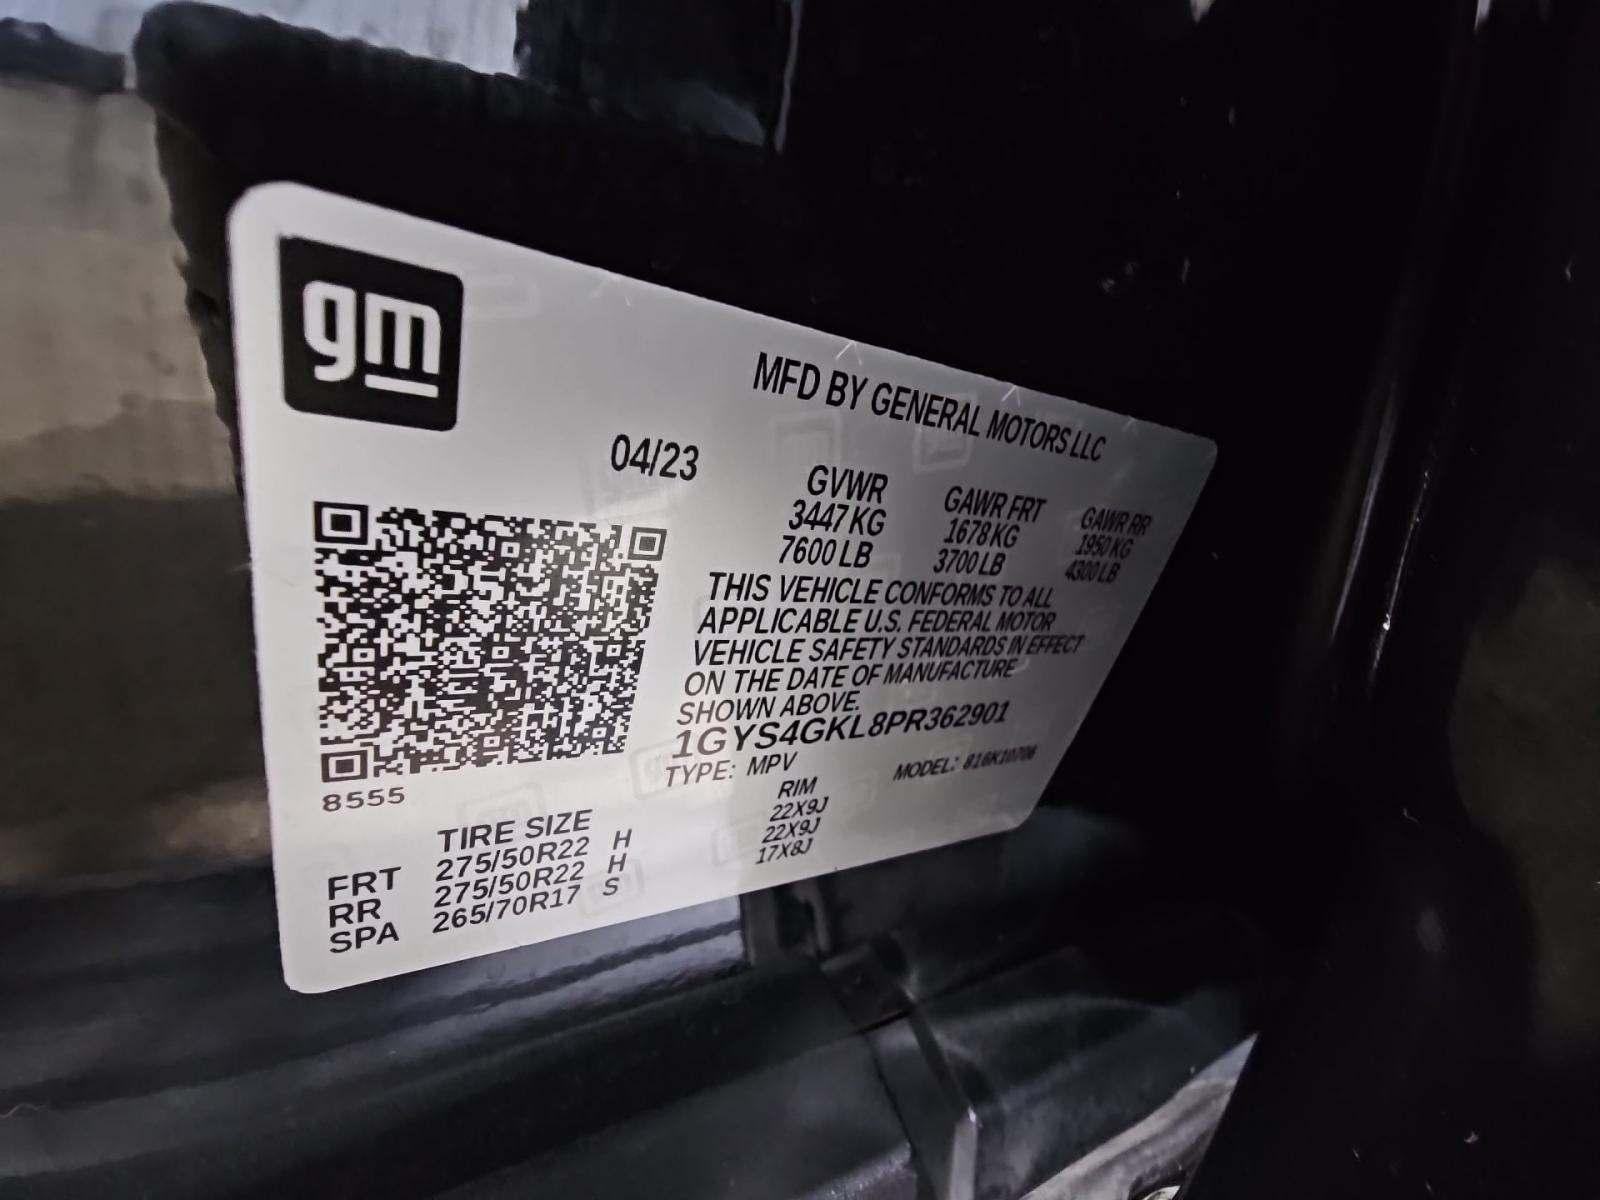 gm
MFD BY GENERAL MOTORS LLC
04/23
GVWR GAWR FRT GAWR RR
3447 KG 1678 KG 1950 KG
7600 LB 3700 LB 4300 LB
THIS VEHICLE CONFORMS TO ALL
APPLICABLE U.S. FEDERAL MOTOR
VEHICLE SAFETY STANDARDS IN EFFECT
ON THE DATE OF MANUFACTURE
SHOWN ABOVE.
1GYS4GKL8PR362901
TYPE: MPV MODEL: 816K10706
8555
TIRE SIZE RIM
FRT 275/50R22 H 22X9J
RR 275/50R22 H 22X9J
SPA 265/70R17 S 17X8J